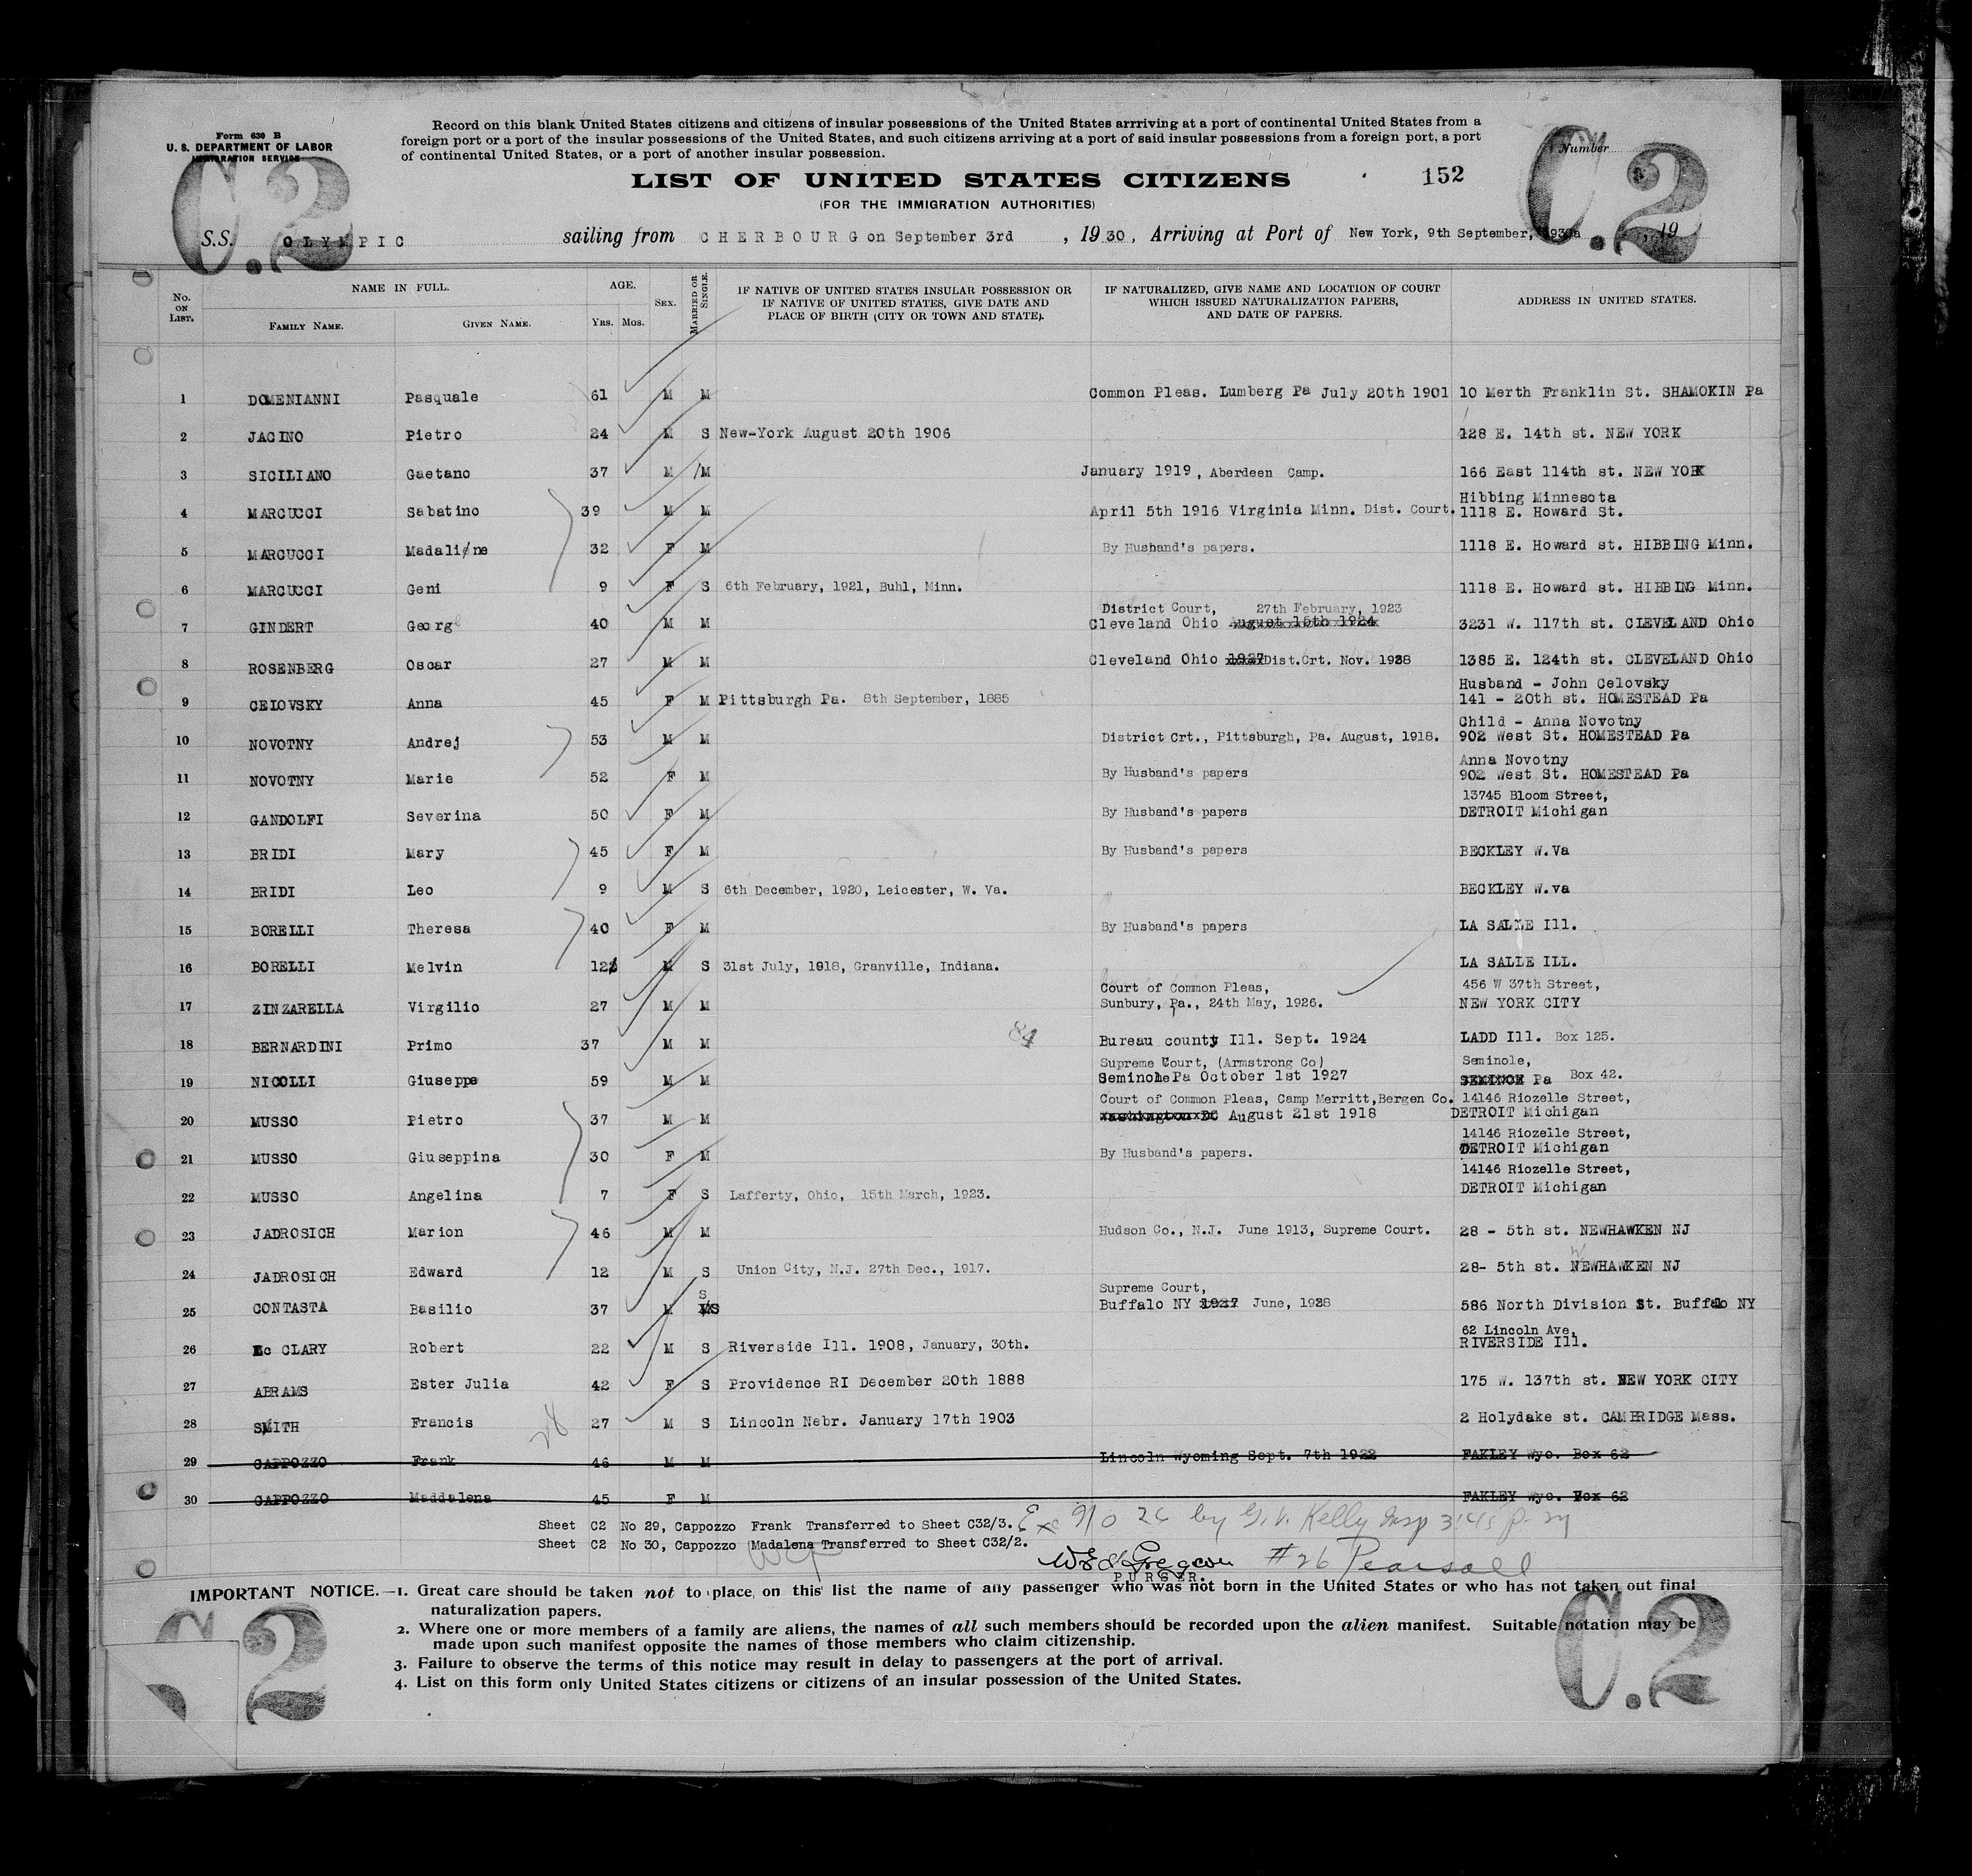 Form 630 B
U. S. DEPARTMENT OF LABOR
IMMIGRATION SERVICE
C.2
C.2
Record on this blank United States citizens and citizens of insular possessions of the United States arrriving at a port of continental United States from a
foreign port or a port of the insular possessions of the United States, and such citizens arriving at a port of said insular possessions from a foreign port, a port
of continental United States, or a port of another insular possession.
Number
LIST OF UNITED STATES CITIZENS
152
(FOR THE IMMIGRATION AUTHORITIES)
S.S. OLYMPIC sailing from CHERBOURG on September 3rd , 1930, Arriving at Port of New York, 9th September, 1930 , 19
No. ON LIST. NAME IN FULL. AGE. SEX. MARRIED OR SINGLE. IF NATIVE OF UNITED STATES INSULAR POSSESSION OR IF NATIVE OF UNITED STATES, GIVE DATE AND PLACE OF BIRTH (CITY OR TOWN AND STATE). IF NATURALIZED, GIVE NAME AND LOCATION OF COURT WHICH ISSUED NATURALIZATION PAPERS, AND DATE OF PAPERS. ADDRESS IN UNITED STATES.
FAMILY NAME. GIVEN NAME. YRS. MOS.
1 DOMENIANNI Pasquale 61 M M Common Pleas. Lumberg Pa July 20th 1901 10 Merth Franklin St. SHAMOKIN Pa
2 JACINO Pietro 24 M S New-York August 20th 1906 428 E. 14th st. NEW YORK
3 SICILIANO Gaetano 37 M M January 1919, Aberdeen Camp. 166 East 114th st. NEW YORK
Hibbing Minnesota
4 MARCUCCI Sabatino 39 M M April 5th 1916 Virginia Minn. Dist. Court. 1118 E. Howard St.
5 MARCUCCI Madaline 32 F M By Husband's papers. 1118 E. Howard st. HIBBING Minn.
6 MARCUCCI Geni 9 F S 6th February, 1921, Buhl, Minn. 1118 E. Howard st. HIBBING Minn.
District Court, 27th February, 1923
7 GINDERT George 40 M M Cleveland Ohio August 15th 1924 3231 W. 117th st. CLEVELAND Ohio
8 ROSENBERG Oscar 27 M M Cleveland Ohio 1927 Dist.Crt. Nov. 1928 1385 E. 124th st. CLEVELAND Ohio
Husband - John Celovsky
9 CELOVSKY Anna 45 F M Pittsburgh Pa. 8th September, 1885 141 - 20th st. HOMESTEAD Pa
Child - Anna Novotny
10 NOVOTNY Andrej 53 M M District Crt., Pittsburgh, Pa. August, 1918. 902 West St. HOMESTEAD Pa
Anna Novotny
11 NOVOTNY Marie 52 F M By Husband's papers 902 West St. HOMESTEAD Pa
13745 Bloom Street,
12 GANDOLFI Severina 50 F M By Husband's papers DETROIT Michigan
13 BRIDI Mary 45 F M By Husband's papers BECKLEY W.Va
14 BRIDI Leo 9 M S 6th December, 1920, Leicester, W. Va. BECKLEY W.va
15 BORELLI Theresa 40 F M By Husband's papers LA SALLE Ill.
16 BORELLI Melvin 12 M S 31st July, 1918, Granville, Indiana. LA SALLE ILL.
Court of Common Pleas, 456 W 37th Street,
17 ZINZARELLA Virgilio 27 M M Sunbury, Pa., 24th May, 1926. NEW YORK CITY
18 BERNARDINI Primo 37 M M 84 Bureau county Ill. Sept. 1924 LADD Ill. Box 125.
Supreme Court, (Armstrong Co) Seminole,
19 NICOLLI Giuseppe 59 M M Seminole Pa October 1st 1927 SEMINOK Pa Box 42.
Court of Common Pleas, Camp Merritt, Bergen Co. 14146 Riozelle Street,
20 MUSSO Pietro 37 M M Washington DC August 21st 1918 DETROIT Michigan
14146 Riozelle Street,
21 MUSSO Giuseppina 30 F M By Husband's papers. DETROIT Michigan
14146 Riozelle Street,
22 MUSSO Angelina 7 F S Lafferty, Ohio, 15th March, 1923. DETROIT Michigan
23 JADROSICH Marion 46 M M Hudson Co., N.J. June 1913, Supreme Court. 28 - 5th st. NEWHAWKEN NJ
24 JADROSICH Edward 12 M S Union City, N.J. 27th Dec., 1917. 28- 5th st. NEWHAWKEN NJ
S Supreme Court,
25 CONTASTA Basilio 37 M S Buffalo NY 1927 June, 1928 586 North Division St. Buffalo NY
62 Lincoln Ave,
26 Mc CLARY Robert 22 M S Riverside Ill. 1908, January, 30th. RIVERSIDE Ill.
27 ABRAMS Ester Julia 42 F S Providence RI December 20th 1888 175 W. 137th st. NEW YORK CITY
28 SMITH Francis 28 27 M S Lincoln Nebr. January 17th 1903 2 Holydake st. CAMBRIDGE Mass.
29 CAPPOZZO Frank 46 M M Lincoln Wyoming Sept. 7th 1922 FAKLEY Wyo. Box 62
30 CAPPOZZO Maddalena 45 F M FAKLEY Wyo. Box 62
Sheet C2 No 29, Cappozzo Frank Transferred to Sheet C32/3. Ex No 26 by G.V. Kelly Insp 3:45 P.M
Sheet C2 No 30, Cappozzo Madalena Transferred to Sheet C32/2.
#26 Pearsall
PURSER.
IMPORTANT NOTICE.—1. Great care should be taken not to place, on this list the name of any passenger who was not born in the United States or who has not taken out final
naturalization papers.
2. Where one or more members of a family are aliens, the names of all such members should be recorded upon the alien manifest. Suitable notation may be
made upon such manifest opposite the names of those members who claim citizenship.
3. Failure to observe the terms of this notice may result in delay to passengers at the port of arrival.
4. List on this form only United States citizens or citizens of an insular possession of the United States.
2
C.2